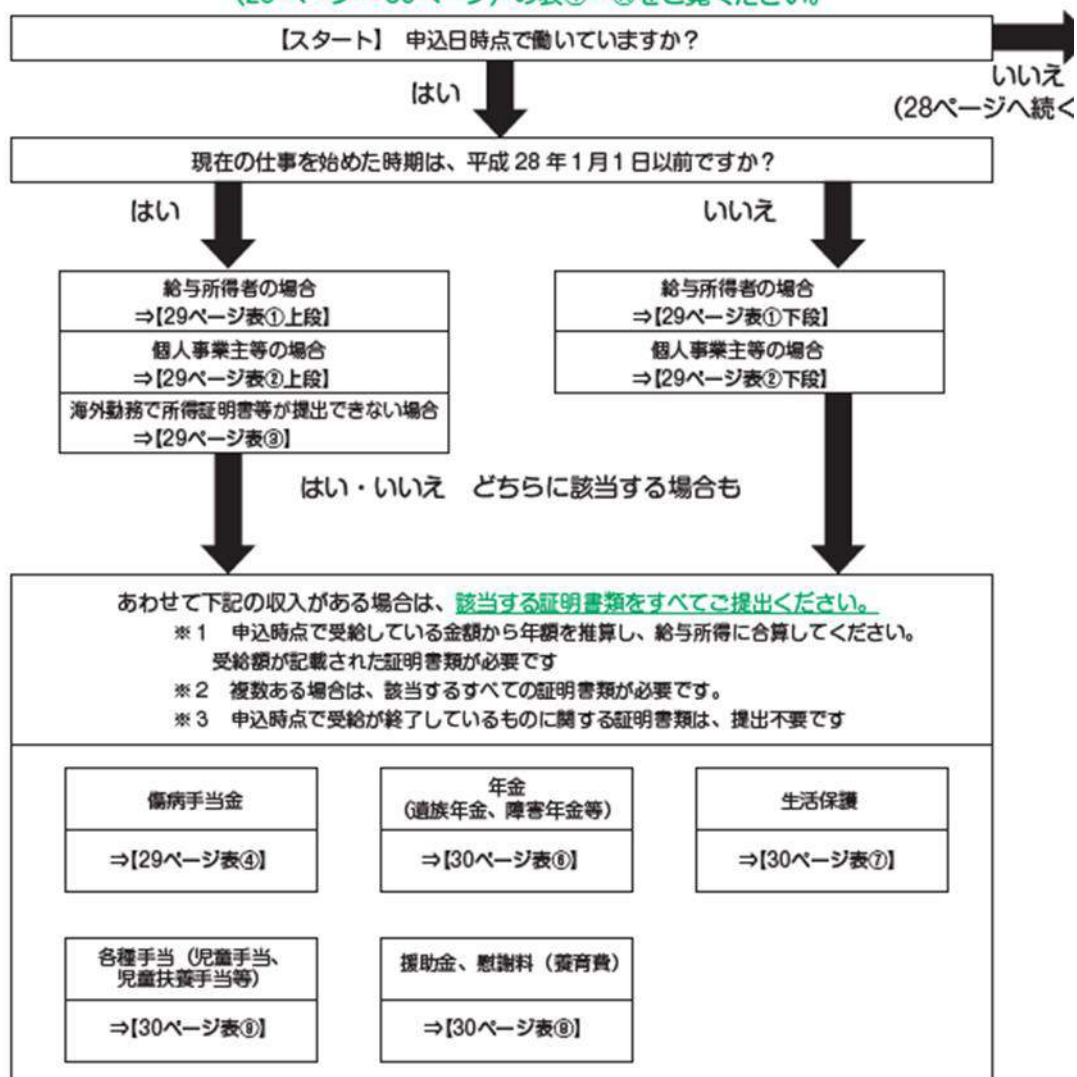 【スタート】 申込日時点で働いていますか？
いいえ
(28ページへ続く
はい
現在の仕事を始めた時期は、平成28年1月1日以前ですか？
はい
いいえ
給与所得者の場合
⇒【29ページ表①上段】
個人事業主等の場合
⇒【29ページ表②上段】
海外勤務で所得証明書等が提出できない場合
⇒【29ページ表③】
給与所得者の場合
⇒【29ページ表①下段】
個人事業主等の場合
⇒【29ページ表②下段】
はい・いいえ　どちらに該当する場合も
あわせて下記の収入がある場合は、該当する証明書類をすべてご提出ください。
※1　申込時点で受給している金額から年額を推算し、給与所得に合算してください。
受給額が記載された証明書類が必要です
※2　複数ある場合は、該当するすべての証明書類が必要です。
※3　申込時点で受給が終了しているものに関する証明書類は、提出不要です
傷病手当金
⇒【29ページ表④】
年金
(遺族年金、障害年金等)
⇒【30ページ表⑥】
生活保護
⇒【30ページ表⑦】
各種手当（児童手当、
児童扶養手当等)
⇒【30ページ表⑨】
援助金、慰謝料（養育費）
⇒【30ページ表⑧】